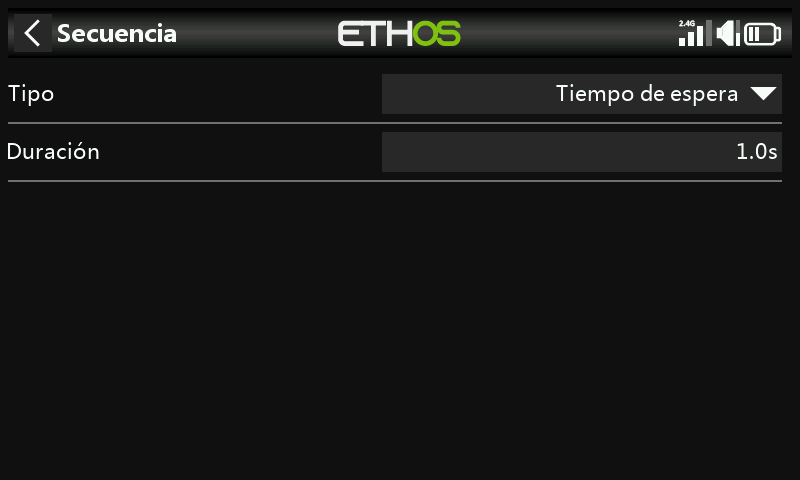 Secuencia
ETHOS
2.4G
Tipo
Tiempo de espera
Duración
1.0s